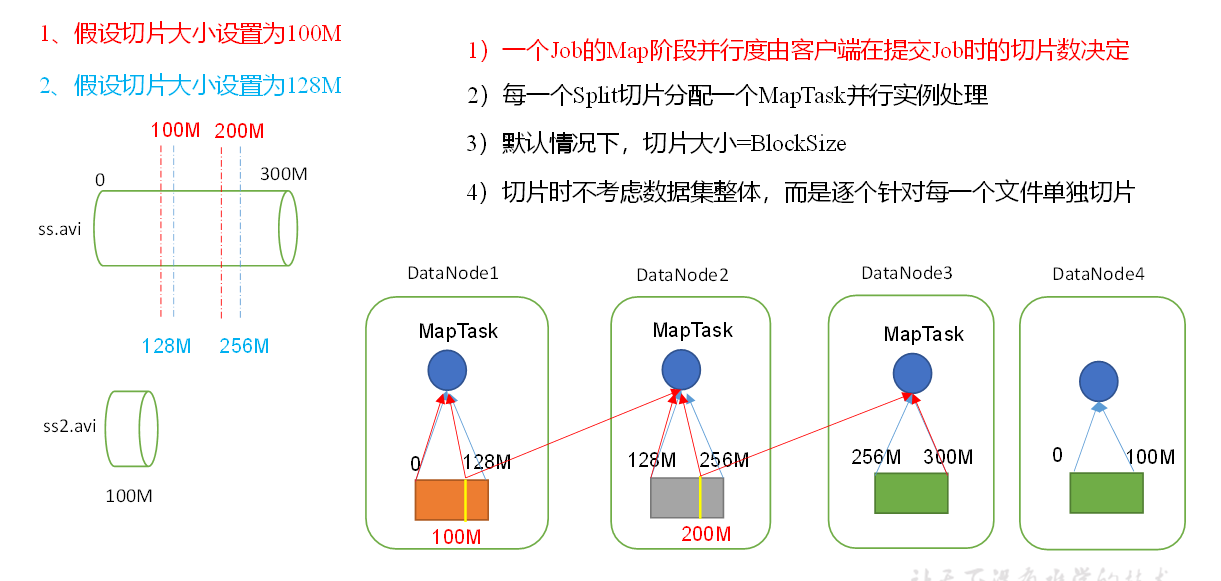 1、假设切片大小设置为100M
2、假设切片大小设置为128M
1）一个Job的Map阶段并行度由客户端在提交Job时的切片数决定
2）每一个Split切片分配一个MapTask并行实例处理
3）默认情况下，切片大小=BlockSize
4）切片时不考虑数据集整体，而是逐个针对每一个文件单独切片
100M 200M
0 300M
ss.avi
128M 256M
ss2.avi
100M
DataNode1 DataNode2 DataNode3 DataNode4
MapTask MapTask MapTask
0 128M 128M 256M 256M 300M 0 100M
100M 200M